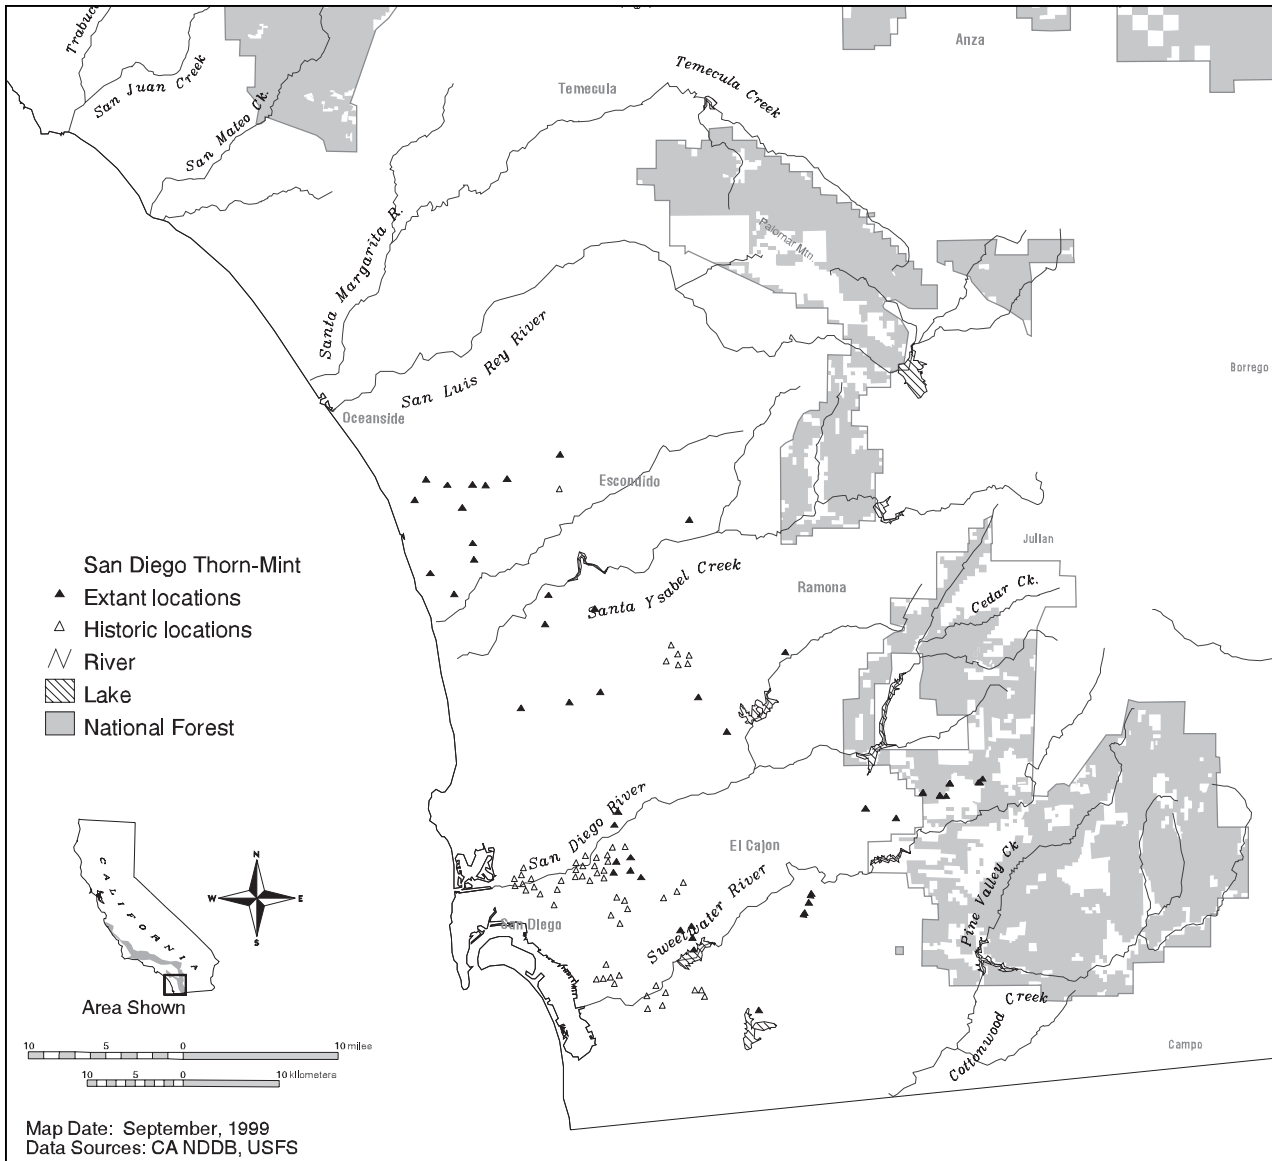 Trabuco
San Juan Creek
San Mateo Ck.
Temecula
Temecula Creek
Anza
Santa Margarita R.
Palomar Mtn.
San Luis Rey River
Oceanside
Borrego
Escondido
Julian
Santa Ysabel Creek
Ramona
Cedar Ck.
San Diego Thorn-Mint
Extant locations
Historic locations
River
Lake
National Forest
San Diego River
El Cajon
Sweetwater River
San Diego
Pine Valley Ck
Cottonwood Creek
Campo
CALIFORNIA
N
W E
S
Area Shown
10 5 0 10 miles
10 5 0 10 kilometers
Map Date: September, 1999
Data Sources: CA NDDB, USFS